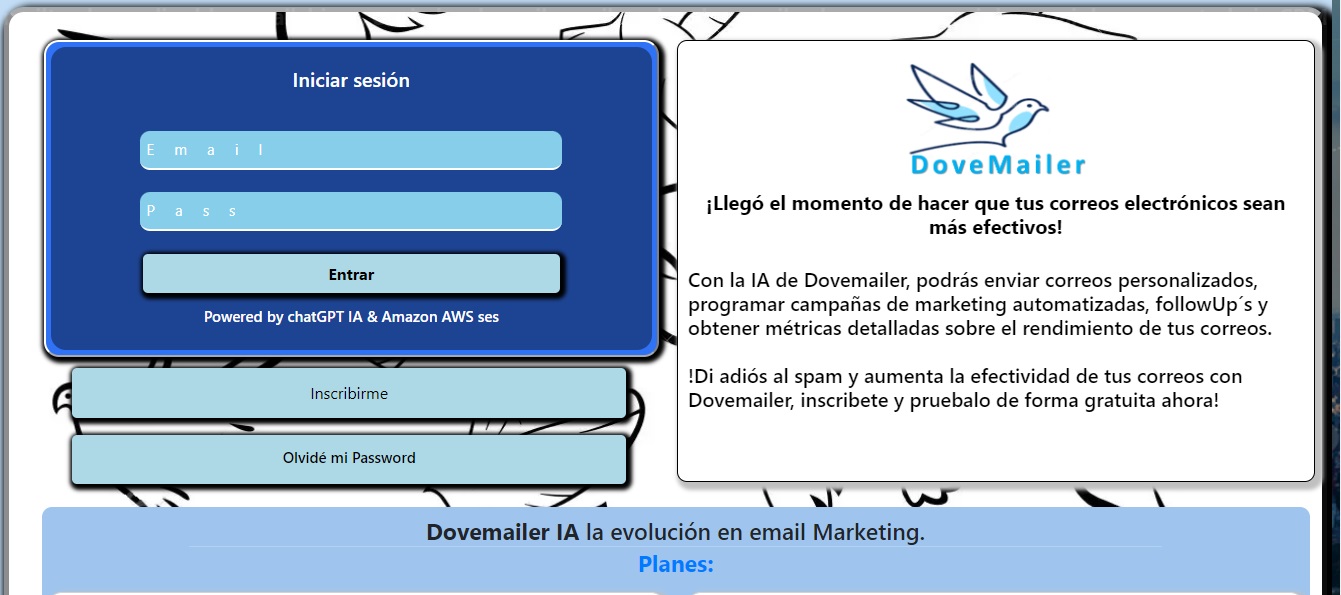 Iniciar sesión
Email
Pass
Entrar
Powered by chatGPT IA & Amazon AWS ses
Inscribirme
Olvidé mi Password
DoveMailer
¡Llegó el momento de hacer que tus correos electrónicos sean
más efectivos!
Con la IA de Dovemailer, podrás enviar correos personalizados,
programar campañas de marketing automatizadas, followUp´s y
obtener métricas detalladas sobre el rendimiento de tus correos.
!Di adiós al spam y aumenta la efectividad de tus correos con
Dovemailer, inscribete y pruebalo de forma gratuita ahora!
Dovemailer IA la evolución en email Marketing.
Planes: